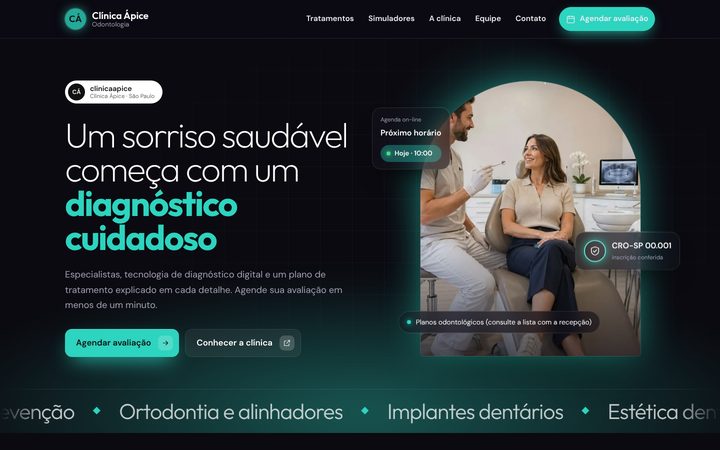 CÁ
Clínica Ápice
Odontologia
Tratamentos
Simuladores
A clínica
Equipe
Contato
Agendar avaliação
CÁ
clinicaapice
Clínica Ápice · São Paulo
Um sorriso saudável
começa com um
diagnóstico
cuidadoso
Especialistas, tecnologia de diagnóstico digital e um plano de
tratamento explicado em cada detalhe. Agende sua avaliação em
menos de um minuto.
Agendar avaliação
Conhecer a clínica
Agenda on-line
Próximo horário
Hoje · 10:00
CRO-SP 00.001
inscrição conferida
Planos odontológicos (consulte a lista com a recepção)
evenção ◆ Ortodontia e alinhadores ◆ Implantes dentários ◆ Estética den